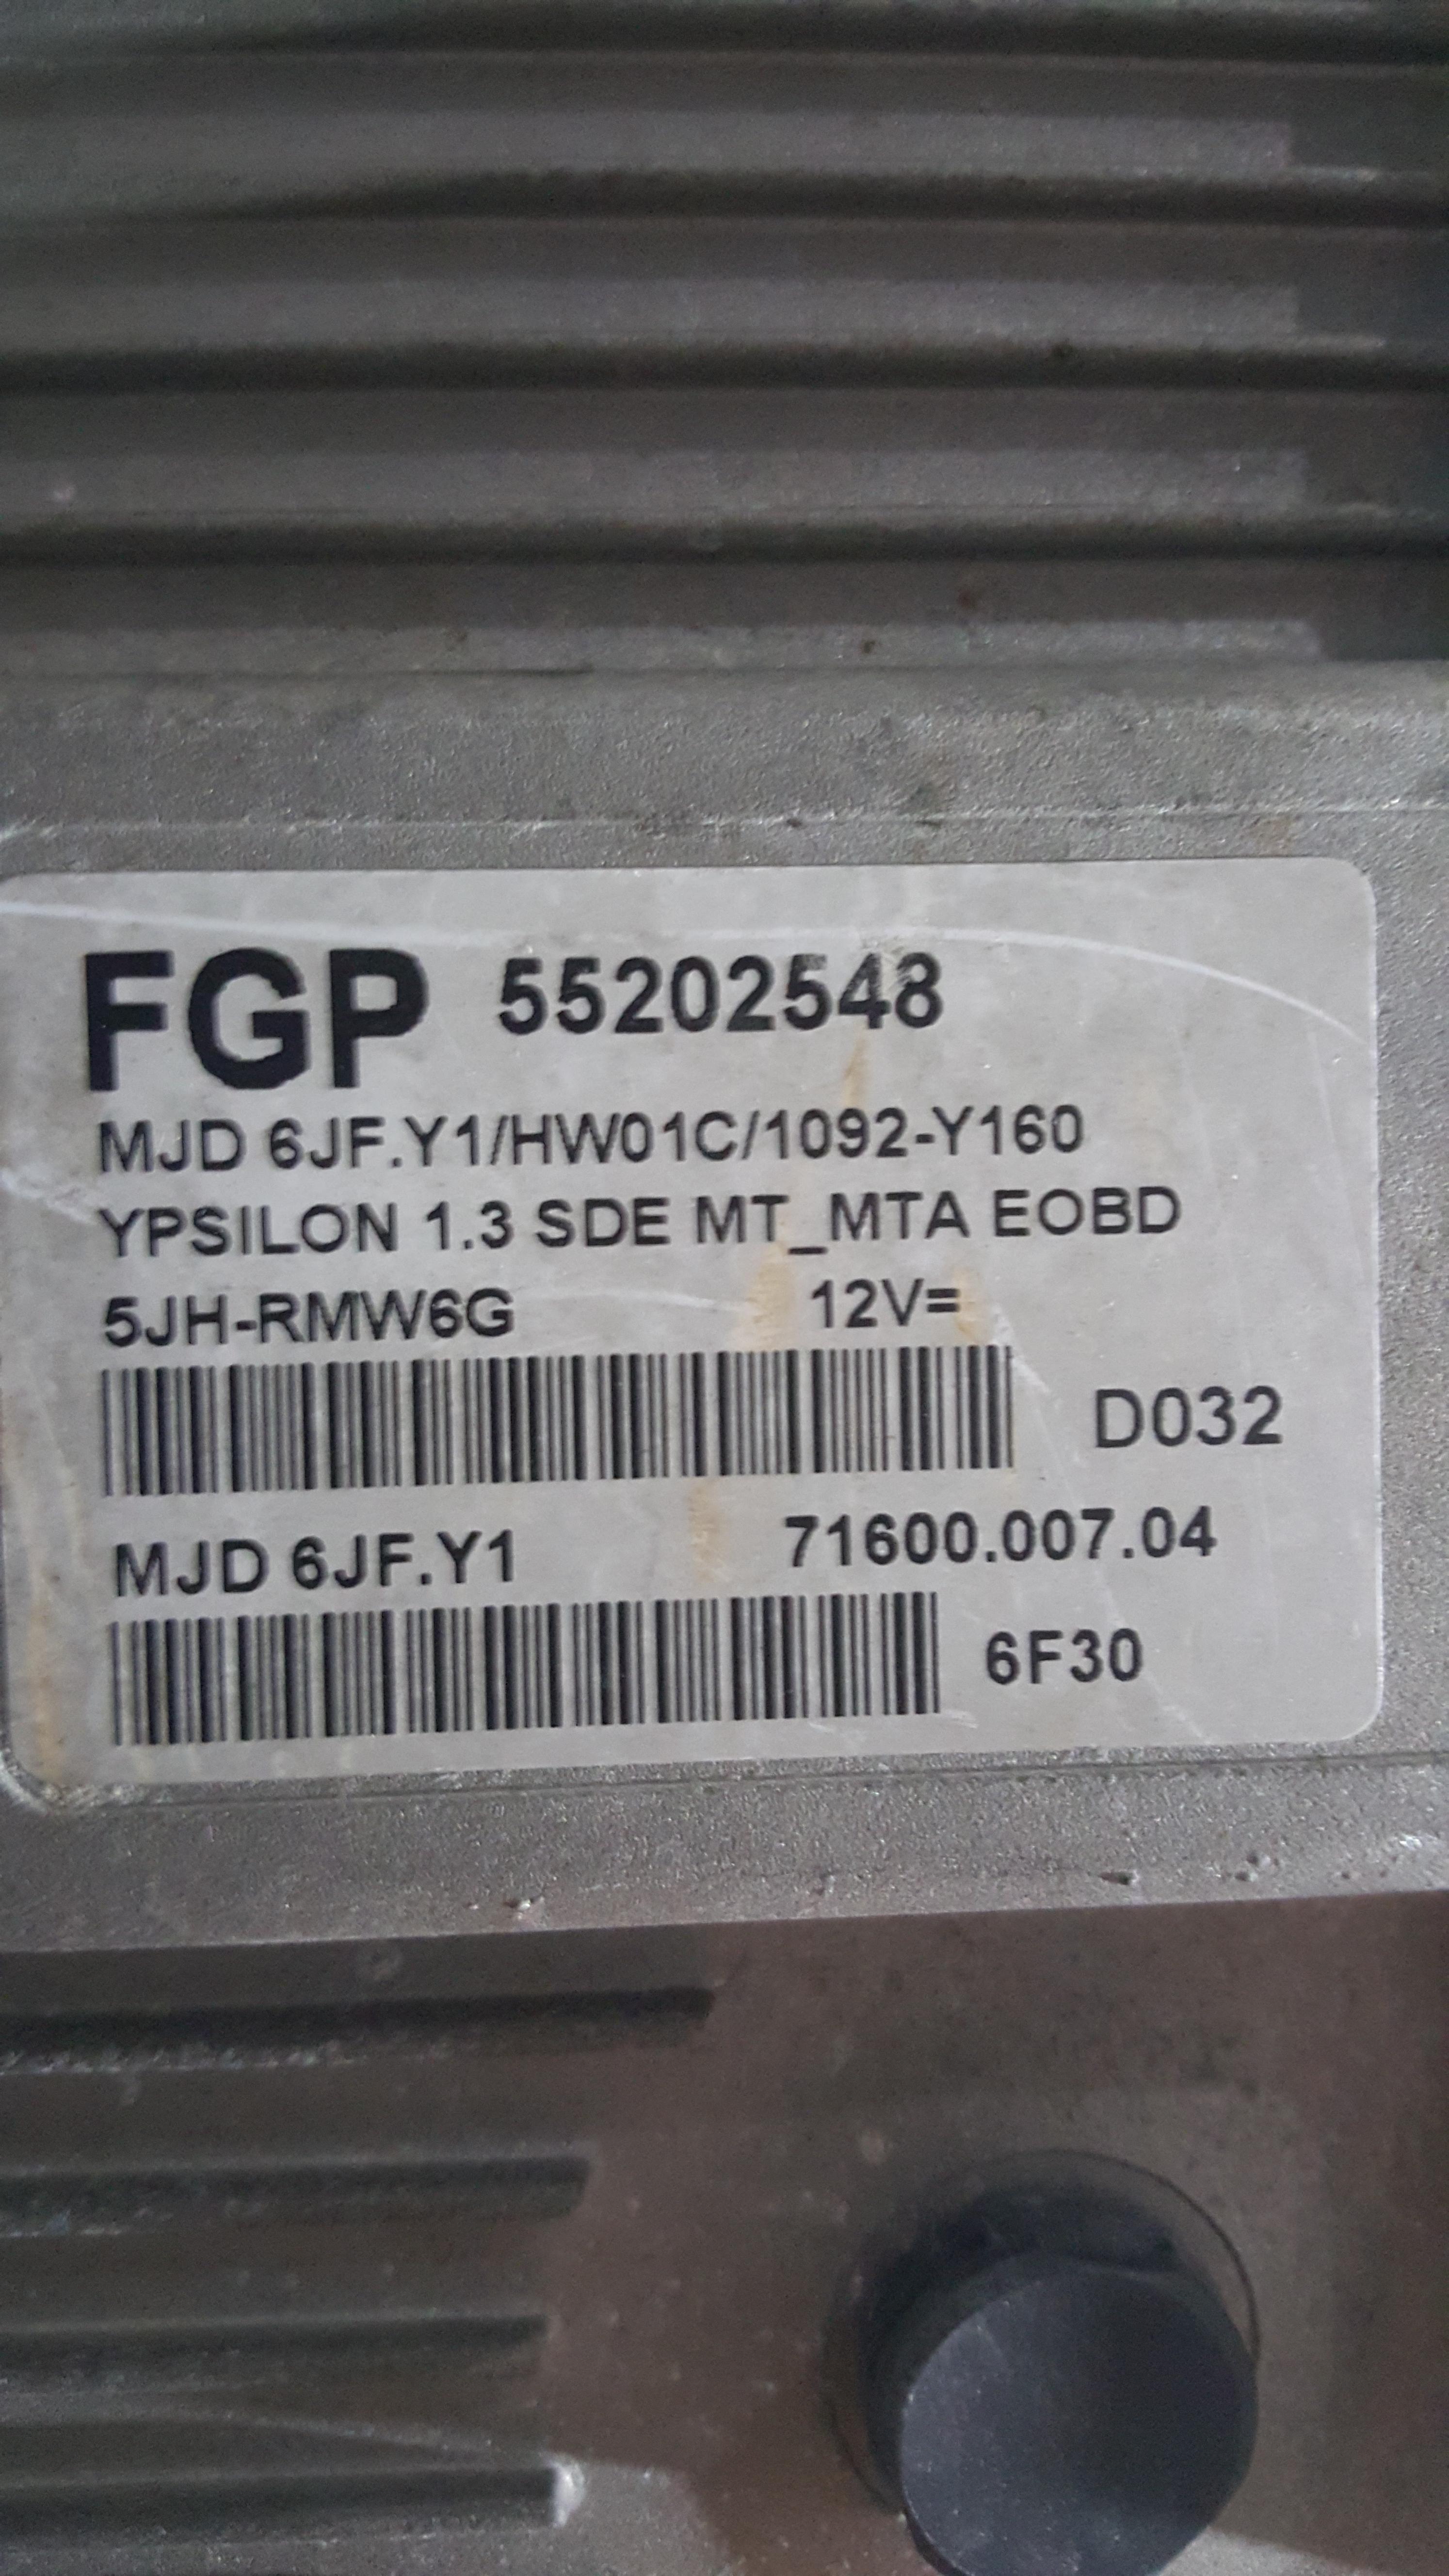 FGP 55202548
MJD 6JF.Y1/HW01C/1092-Y160
YPSILON 1.3 SDE MT_MTA EOBD
5JH-RMW6G 12V=
D032
MJD 6JF.Y1 71600.007.04
6F30